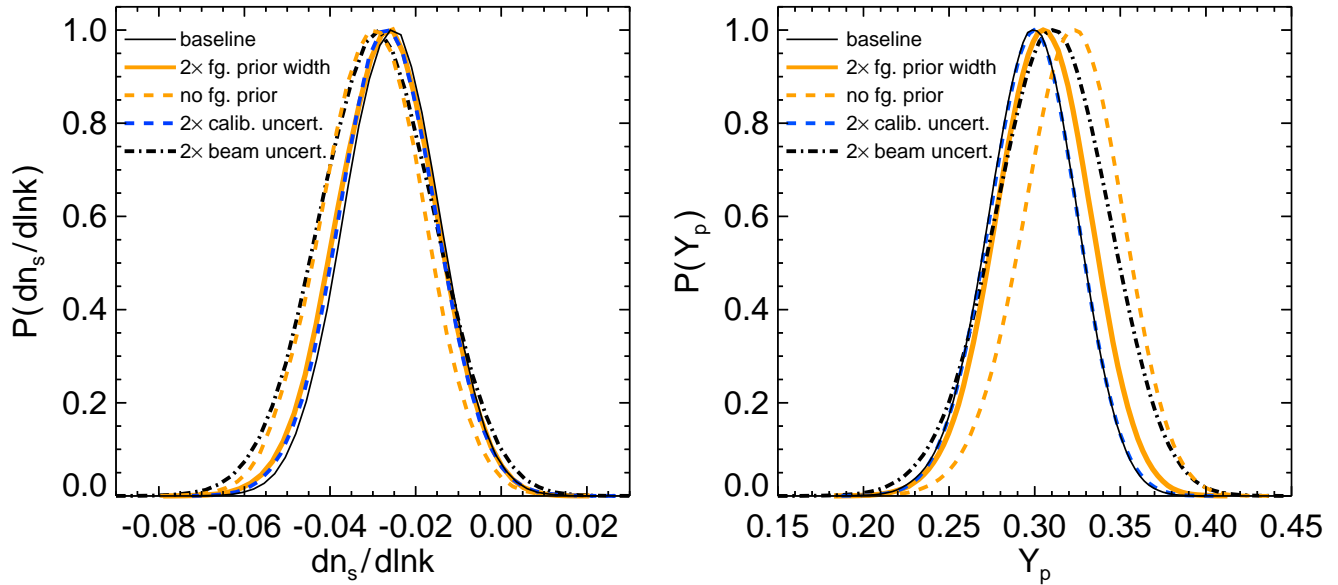 baseline
2× fg. prior width
no fg. prior
2× calib. uncert.
2× beam uncert.
1.0
0.8
0.6
0.4
0.2
0.0
P(dn_s/dlnk)
-0.08 -0.06 -0.04 -0.02 0.00 0.02
dn_s/dlnk
baseline
2× fg. prior width
no fg. prior
2× calib. uncert.
2× beam uncert.
1.0
0.8
0.6
0.4
0.2
0.0
P(Y_p)
0.15 0.20 0.25 0.30 0.35 0.40 0.45
Y_p